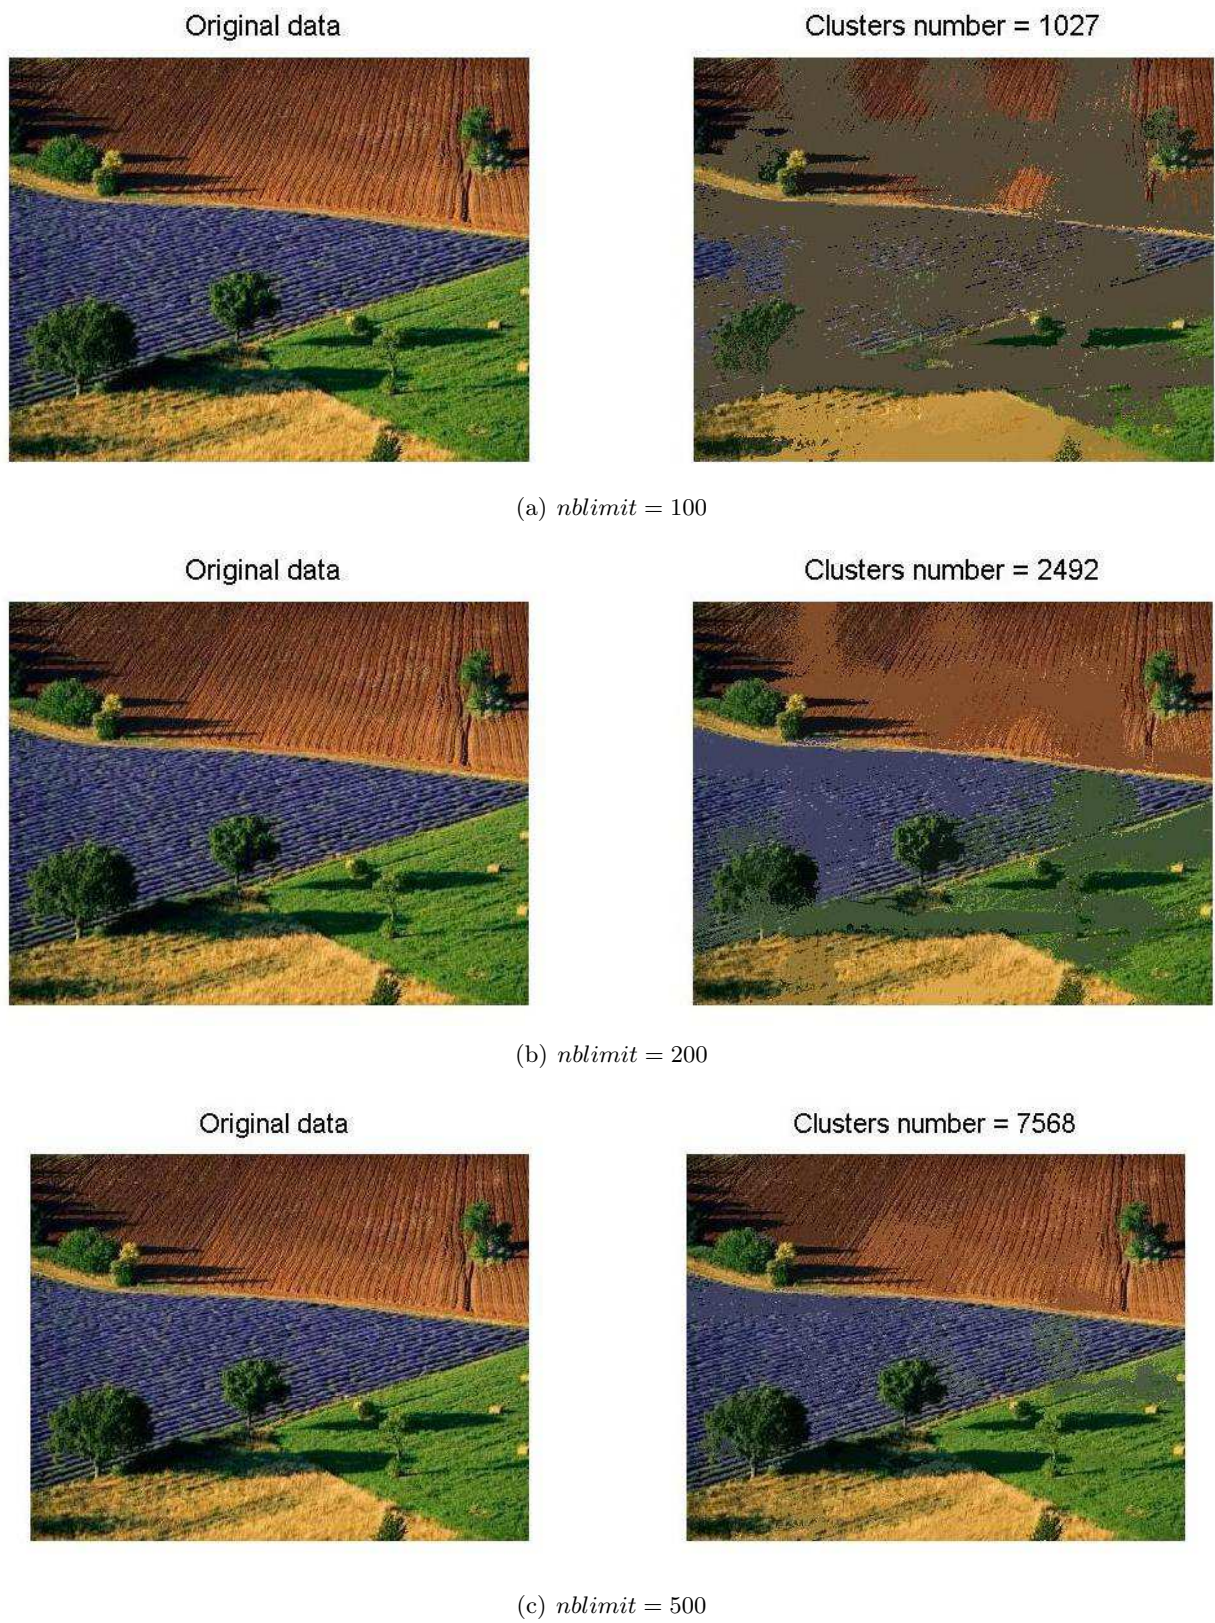 Original data
Clusters number = 1027
(a) nblimit = 100
Original data
Clusters number = 2492
(b) nblimit = 200
Original data
Clusters number = 7568
(c) nblimit = 500